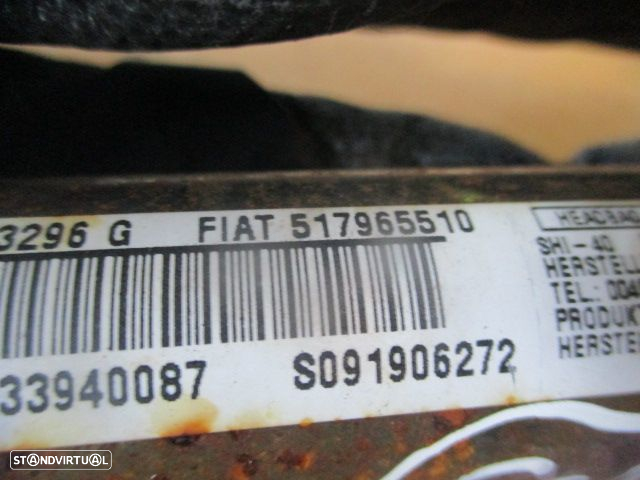 3296 G FIAT 517965510
33940087 S091906272
SHI-40
HERSTELL
TEL.: 004
PRODUKT
HERSTE
STANDVIRTUAL